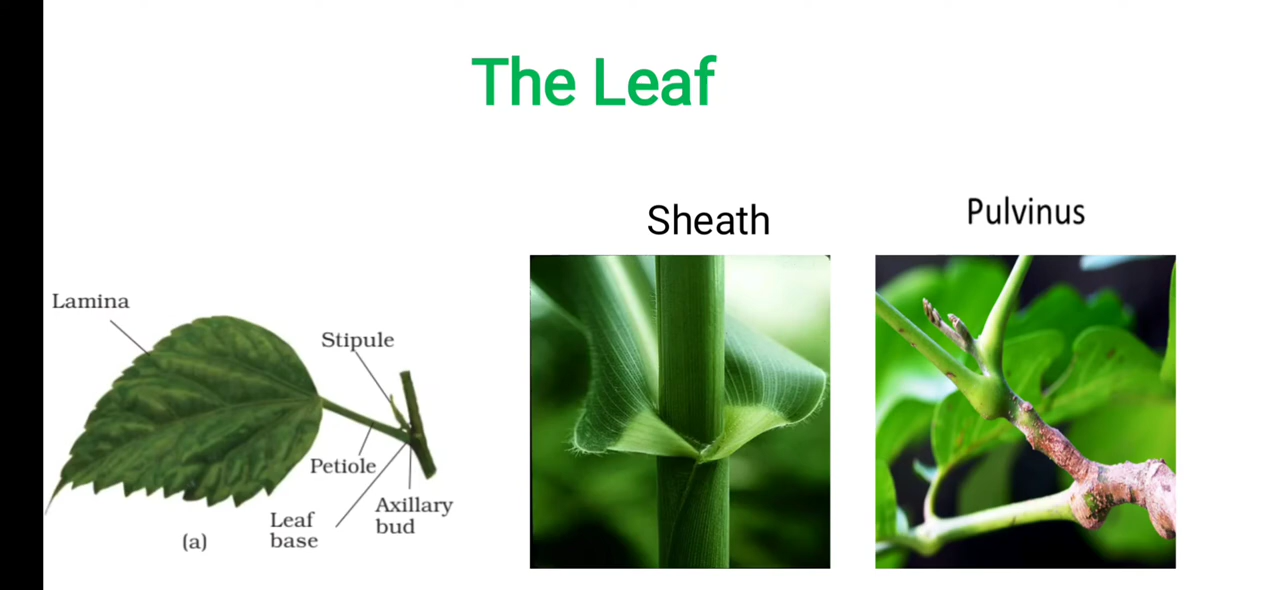 The Leaf
Sheath
Pulvinus
Lamina
Stipule
Petiole
Axillary
bud
Leaf
base
(a)